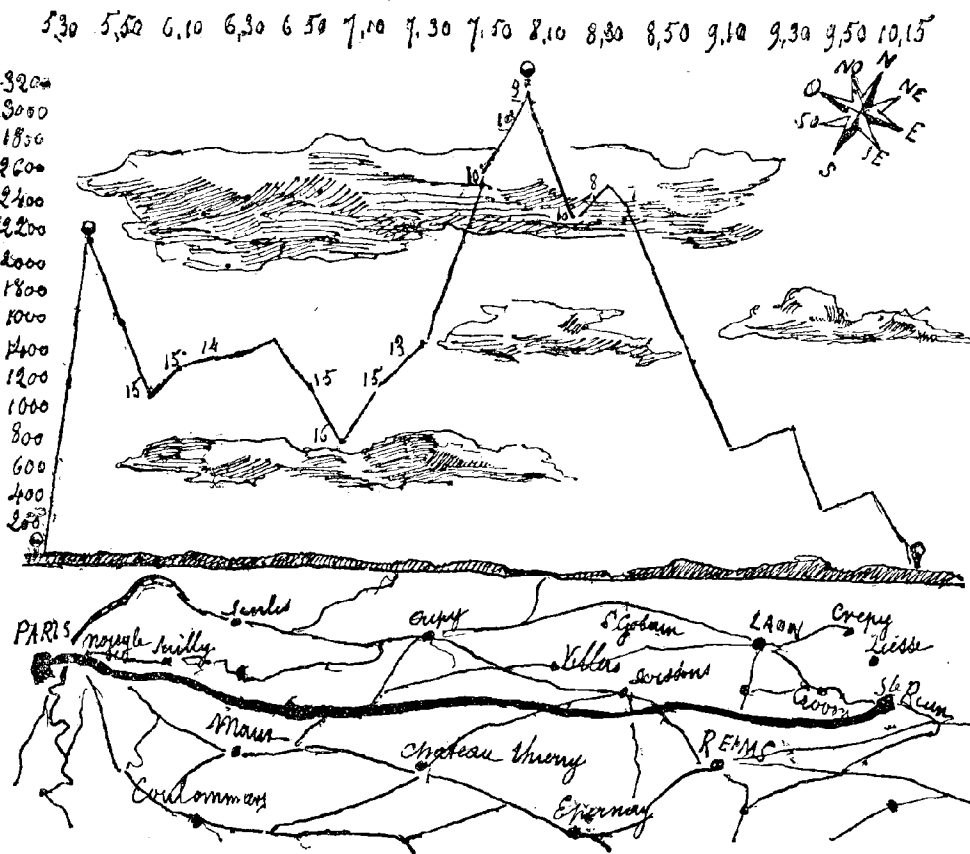 5,30 5,50 6,10 6,30 6 50 7,10 7,30 7,50 8,10 8,30 8,50 9,10 9,30 9,50 10,15
3200
3000
1850
2600
2400
2200
2000
1800
1000
1400
1200
1000
800
600
400
200
NO N
O NE
SO E
S SE
9
10
10
10 8 7
15 15 14 15 16 15 13
PARIS
Senlis
Crépy
St Gobain
LAON
Crepy
Liesse
Juilly
Villers
Soissons
Meaux
Chateau Thierry
REIMS
Coulommiers
Epernay